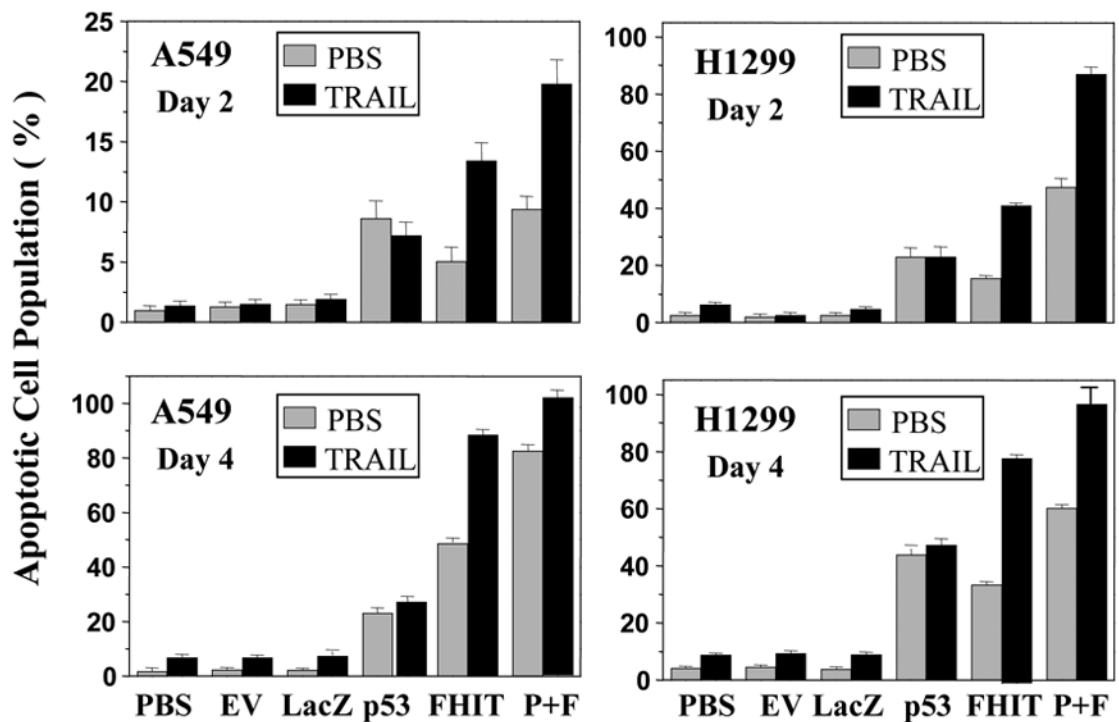 Apoptotic Cell Population ( % )
25
20
15
10
5
0
A549
Day 2
PBS
TRAIL
100
80
60
40
20
0
H1299
Day 2
PBS
TRAIL
100
80
60
40
20
0
A549
Day 4
PBS
TRAIL
PBS EV LacZ p53 FHIT P+F
100
80
60
40
20
0
H1299
Day 4
PBS
TRAIL
PBS EV LacZ p53 FHIT P+F